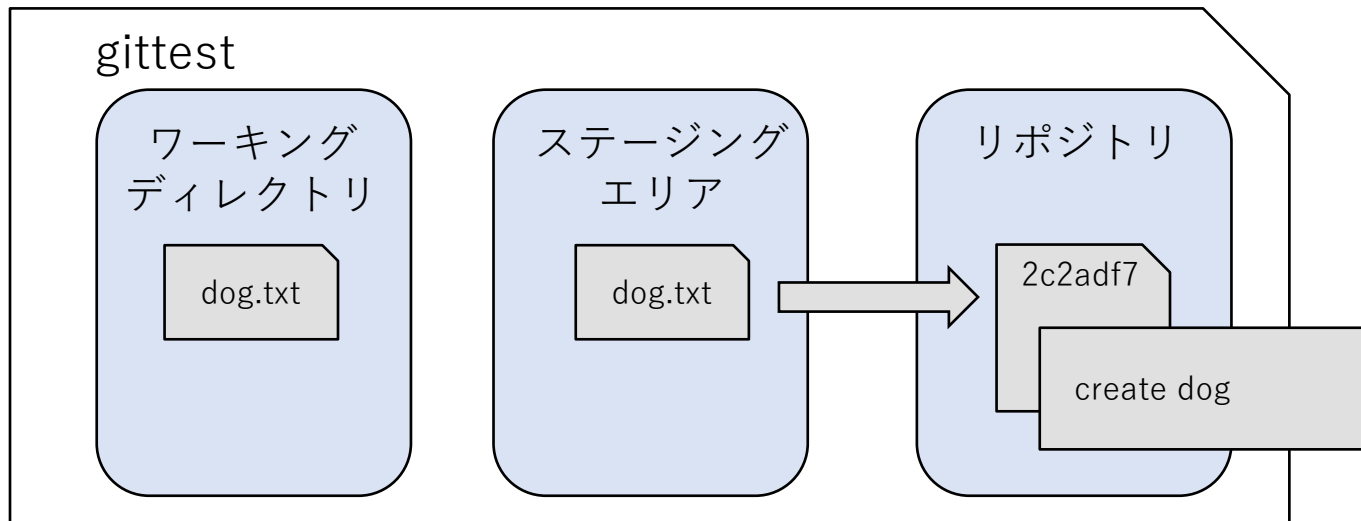 gittest
ワーキング
ディレクトリ
dog.txt
ステージング
エリア
dog.txt
リポジトリ
2c2adf7
create dog